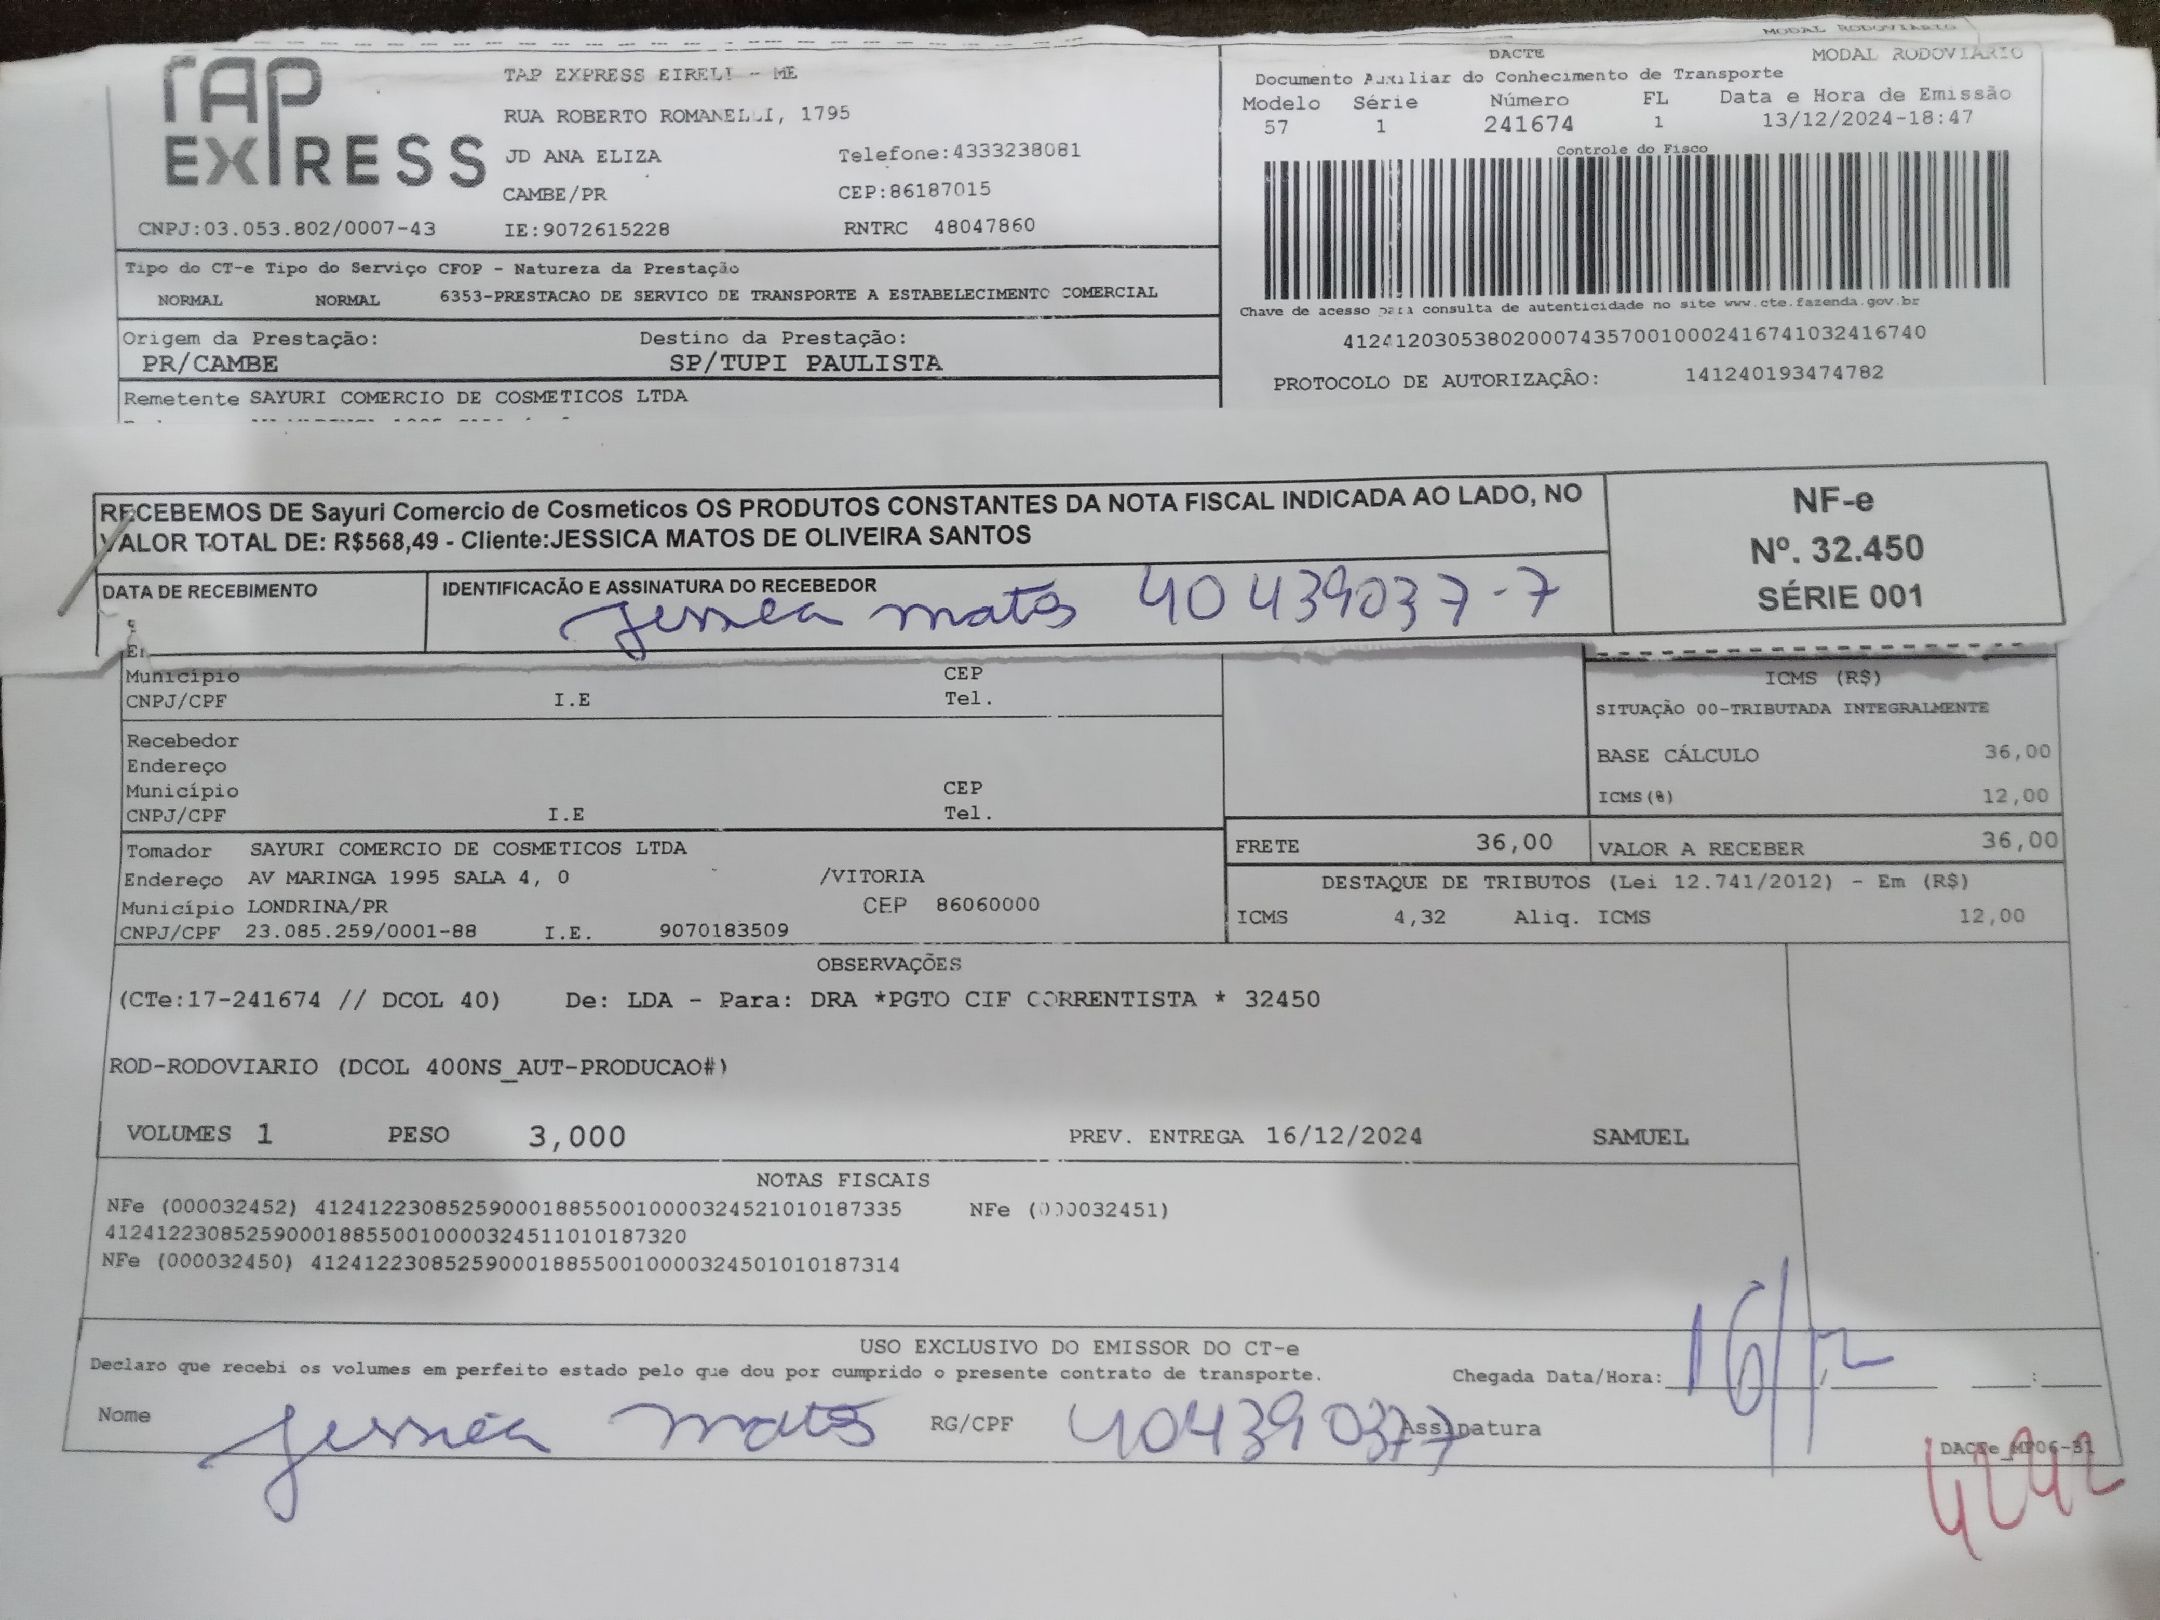 MODAL RODOVIARIO
TAP EXPRESS
TAP EXPRESS EIRELI - ME
RUA ROBERTO ROMANELLI, 1795
JD ANA ELIZA Telefone:4333238081
CAMBE/PR CEP:86187015
CNPJ:03.053.802/0007-43 IE:9072615228 RNTRC 48047860
DACTE MODAL RODOVIARIO
Documento Auxiliar do Conhecimento de Transporte
Modelo Série Número FL Data e Hora de Emissão
57 1 241674 1 13/12/2024-18:47
Controle do Fisco
Chave de acesso para consulta de autenticidade no site www.cte.fazenda.gov.br
41241203053802000743570010002416741032416740
PROTOCOLO DE AUTORIZAÇÃO: 141240193474782
Tipo do CT-e Tipo do Serviço CFOP - Natureza da Prestação
NORMAL NORMAL 6353-PRESTACAO DE SERVICO DE TRANSPORTE A ESTABELECIMENTO COMERCIAL
Origem da Prestação: Destino da Prestação:
PR/CAMBE SP/TUPI PAULISTA
Remetente SAYURI COMERCIO DE COSMETICOS LTDA
RECEBEMOS DE Sayuri Comercio de Cosmeticos OS PRODUTOS CONSTANTES DA NOTA FISCAL INDICADA AO LADO, NO
VALOR TOTAL DE: R$568,49 - Cliente:JESSICA MATOS DE OLIVEIRA SANTOS
NF-e
Nº. 32.450
SÉRIE 001
DATA DE RECEBIMENTO IDENTIFICAÇÃO E ASSINATURA DO RECEBEDOR
Jessica Matos 40439037-7
Município CEP
CNPJ/CPF I.E Tel.
Recebedor
Endereço
Município CEP
CNPJ/CPF I.E Tel.
ICMS (R$)
SITUAÇÃO 00-TRIBUTADA INTEGRALMENTE
BASE CÁLCULO 36,00
ICMS(%) 12,00
FRETE 36,00 VALOR A RECEBER 36,00
DESTAQUE DE TRIBUTOS (Lei 12.741/2012) - Em (R$)
ICMS 4,32 Aliq. ICMS 12,00
Tomador SAYURI COMERCIO DE COSMETICOS LTDA
Endereço AV MARINGA 1995 SALA 4, 0 /VITORIA
Município LONDRINA/PR CEP 86060000
CNPJ/CPF 23.085.259/0001-88 I.E. 9070183509
OBSERVAÇÕES
(CTe:17-241674 // DCOL 40) De: LDA - Para: DRA *PGTO CIF CORRENTISTA * 32450
ROD-RODOVIARIO (DCOL 400NS_AUT-PRODUCAO#)
VOLUMES 1 PESO 3,000 PREV. ENTREGA 16/12/2024 SAMUEL
NOTAS FISCAIS
NFe (000032452) 41241223085259000188550010000324521010187335 NFe (000032451)
41241223085259000188550010000324511010187320
NFe (000032450) 41241223085259000188550010000324501010187314
USO EXCLUSIVO DO EMISSOR DO CT-e
Declaro que recebi os volumes em perfeito estado pelo que dou por cumprido o presente contrato de transporte. Chegada Data/Hora: 16/12
Nome Jessica Matos RG/CPF 404390377 Assinatura
DACTe_MP06-31
4242